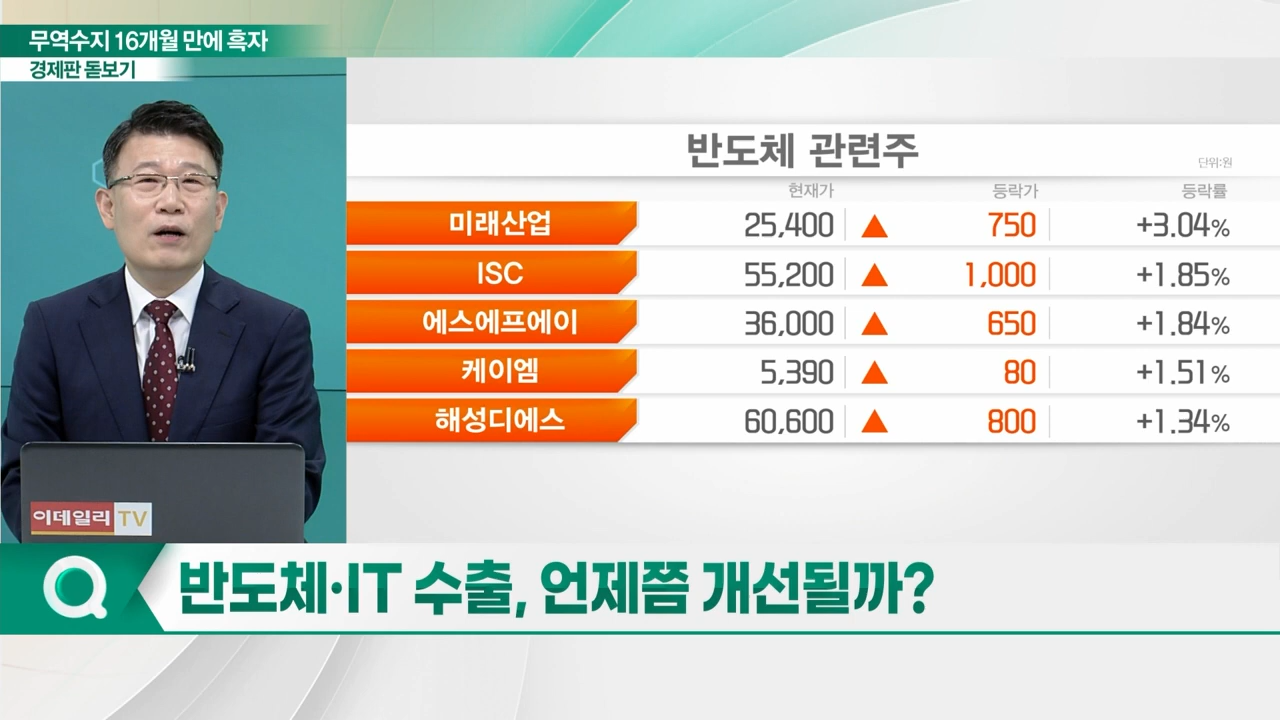 무역수지 16개월 만에 흑자
경제판 돋보기
반도체 관련주
단위:원
현재가 등락가 등락률
미래산업 25,400 ▲ 750 +3.04%
ISC 55,200 ▲ 1,000 +1.85%
에스에프에이 36,000 ▲ 650 +1.84%
케이엠 5,390 ▲ 80 +1.51%
해성디에스 60,600 ▲ 800 +1.34%
이데일리 TV
반도체·IT 수출, 언제쯤 개선될까?